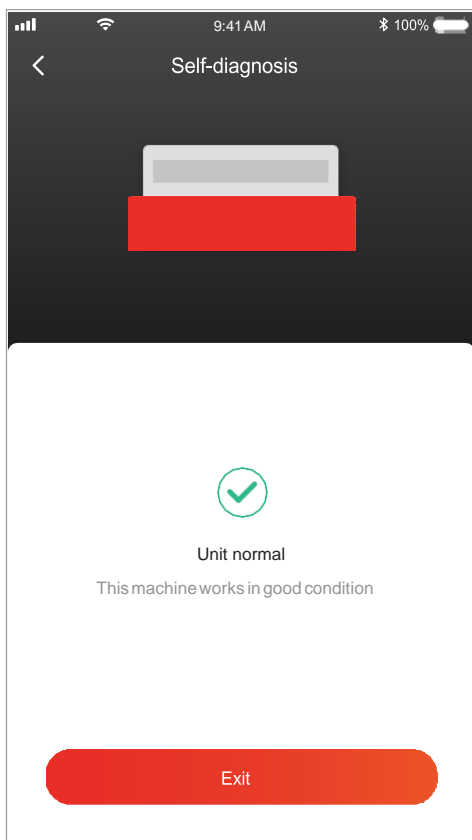 9:41 AM
100%
Self-diagnosis
Unit normal
This machine works in good condition
Exit